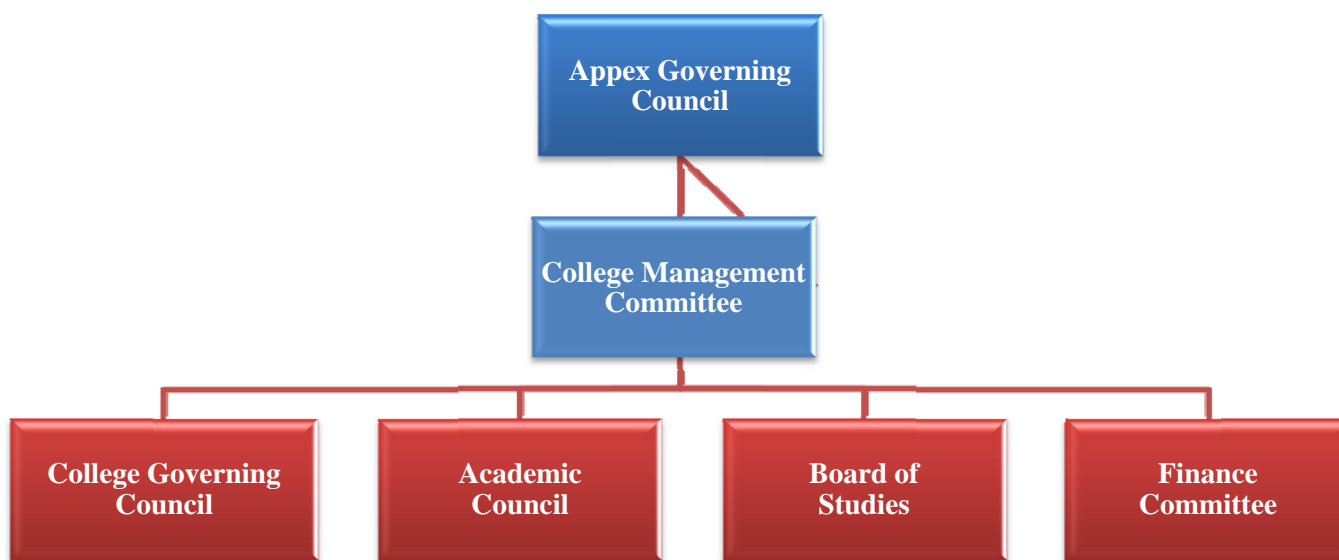 Appex Governing
Council
College Management
Committee
College Governing
Council
Academic
Council
Board of
Studies
Finance
Committee